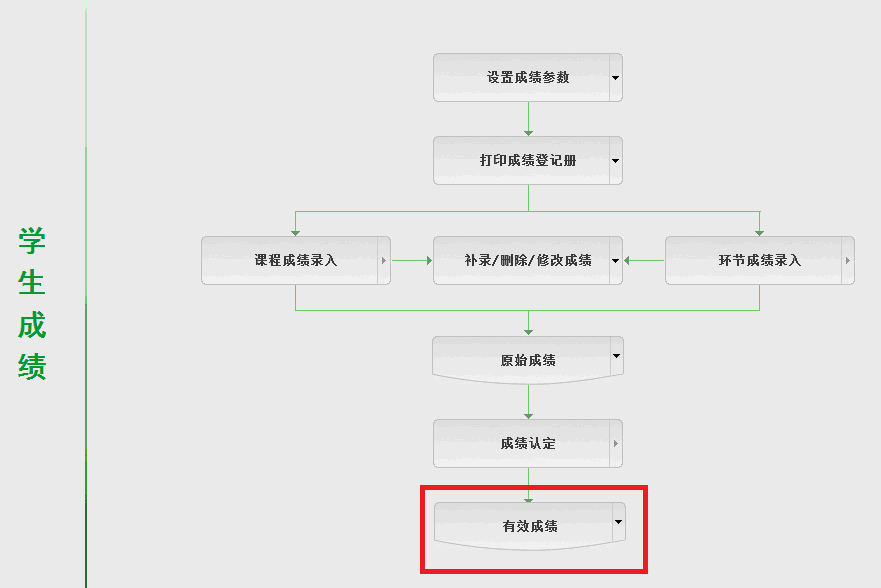 学生成绩
设置成绩参数
打印成绩登记册
课程成绩录入
补录/删除/修改成绩
环节成绩录入
原始成绩
成绩认定
有效成绩